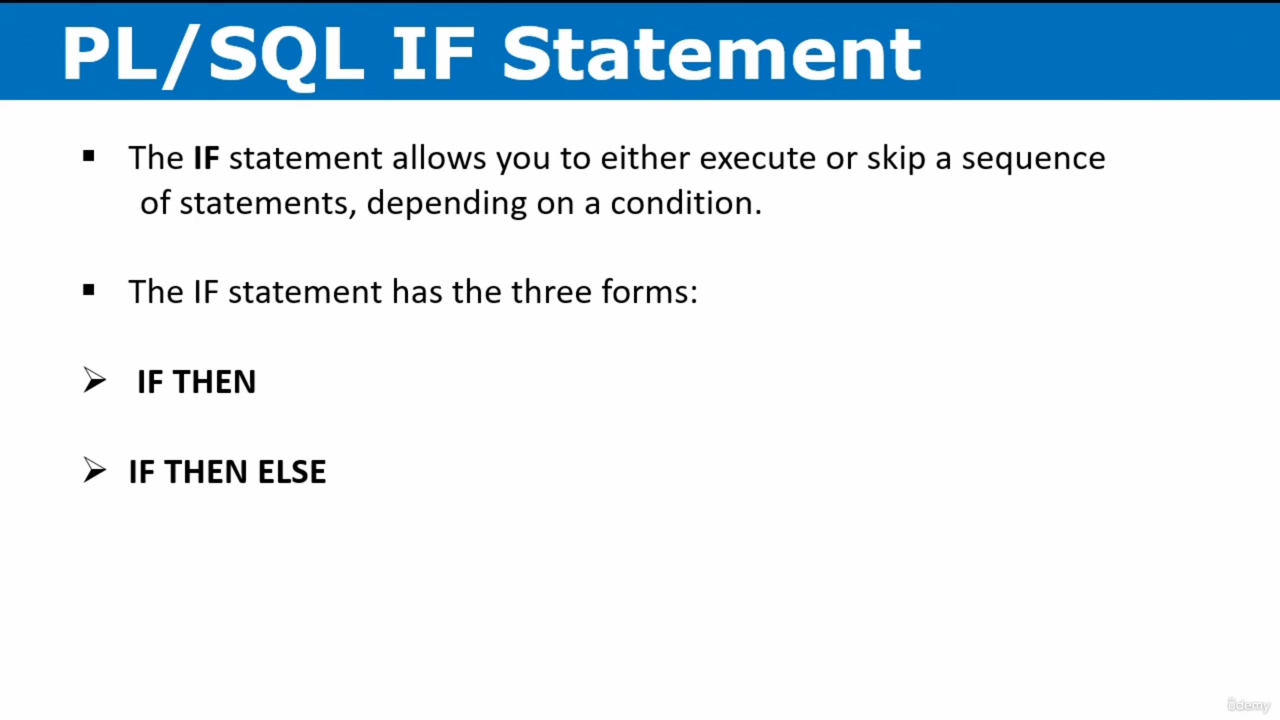 PL/SQL IF Statement
▪ The IF statement allows you to either execute or skip a sequence
of statements, depending on a condition.
▪ The IF statement has the three forms:
➢ IF THEN
➢ IF THEN ELSE
ûdemy